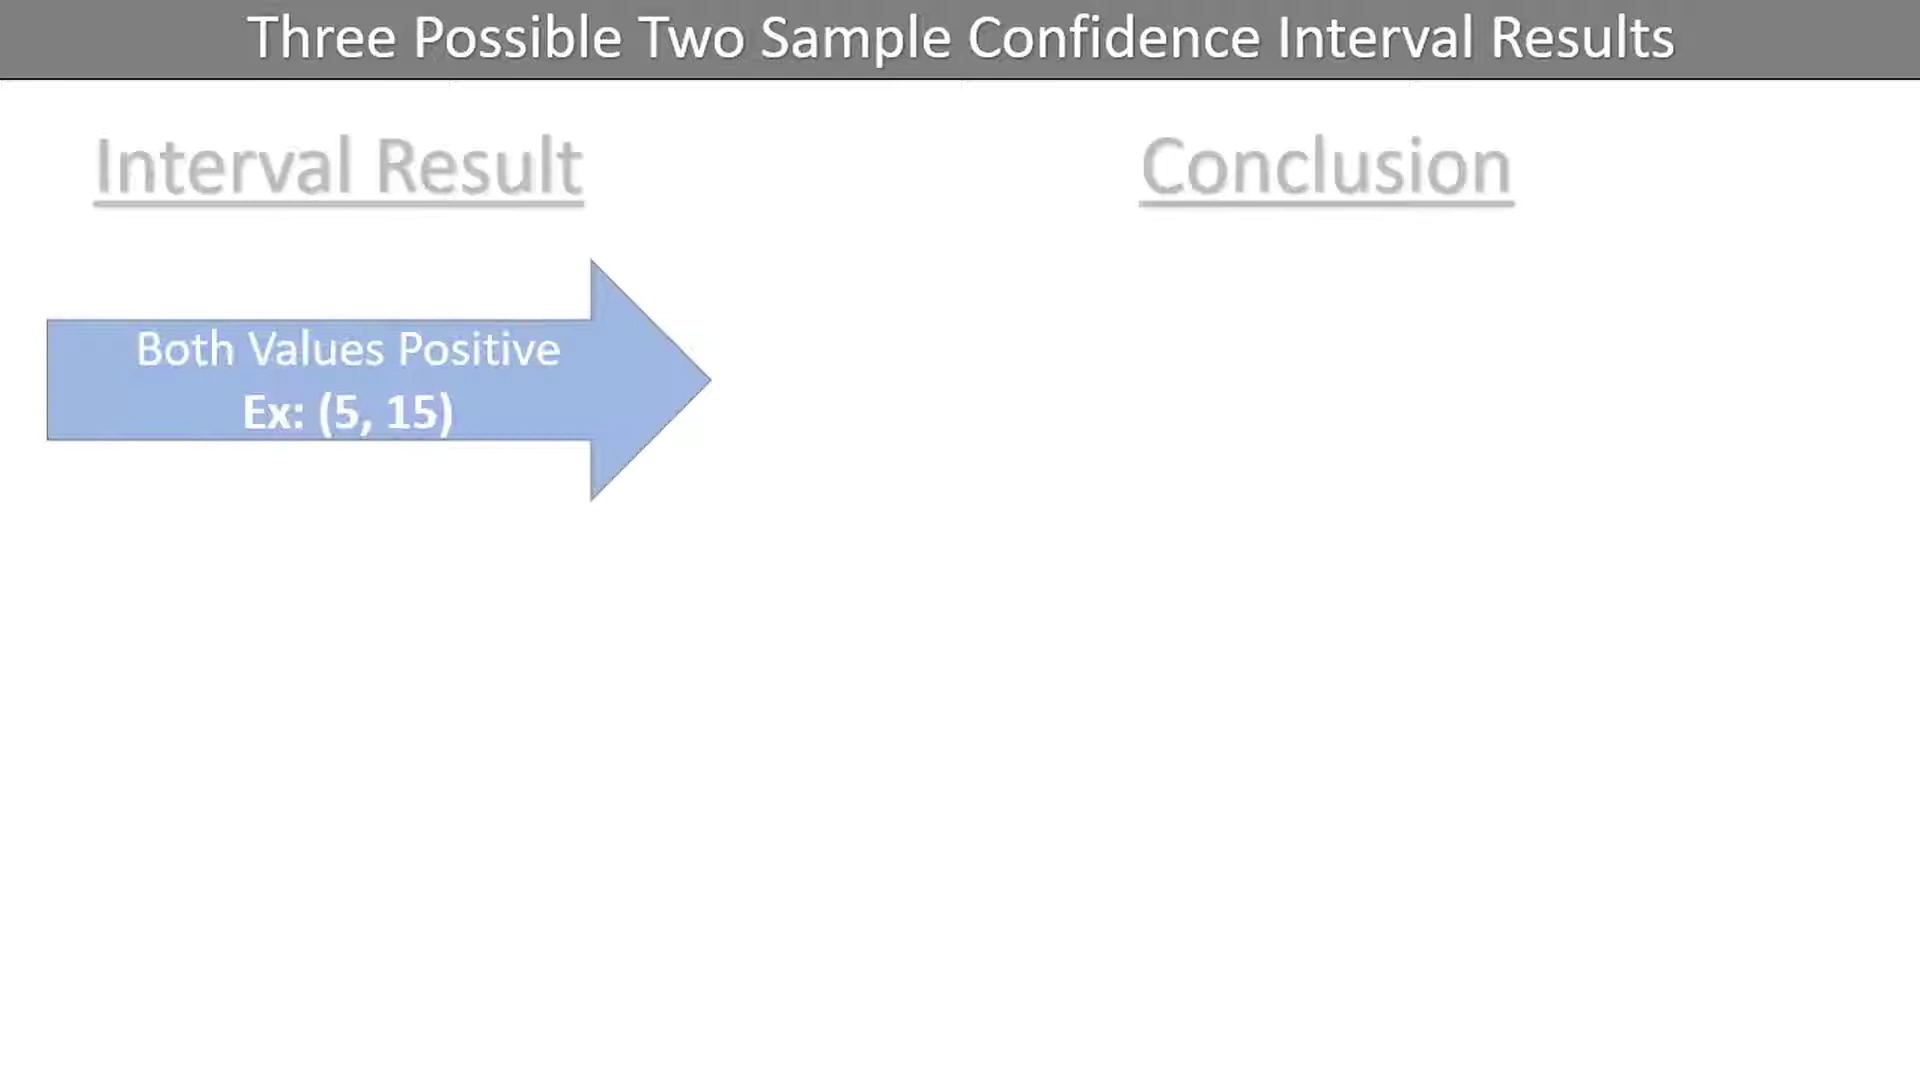 Three Possible Two Sample Confidence Interval Results
Interval Result
Conclusion
Both Values Positive
Ex: (5, 15)